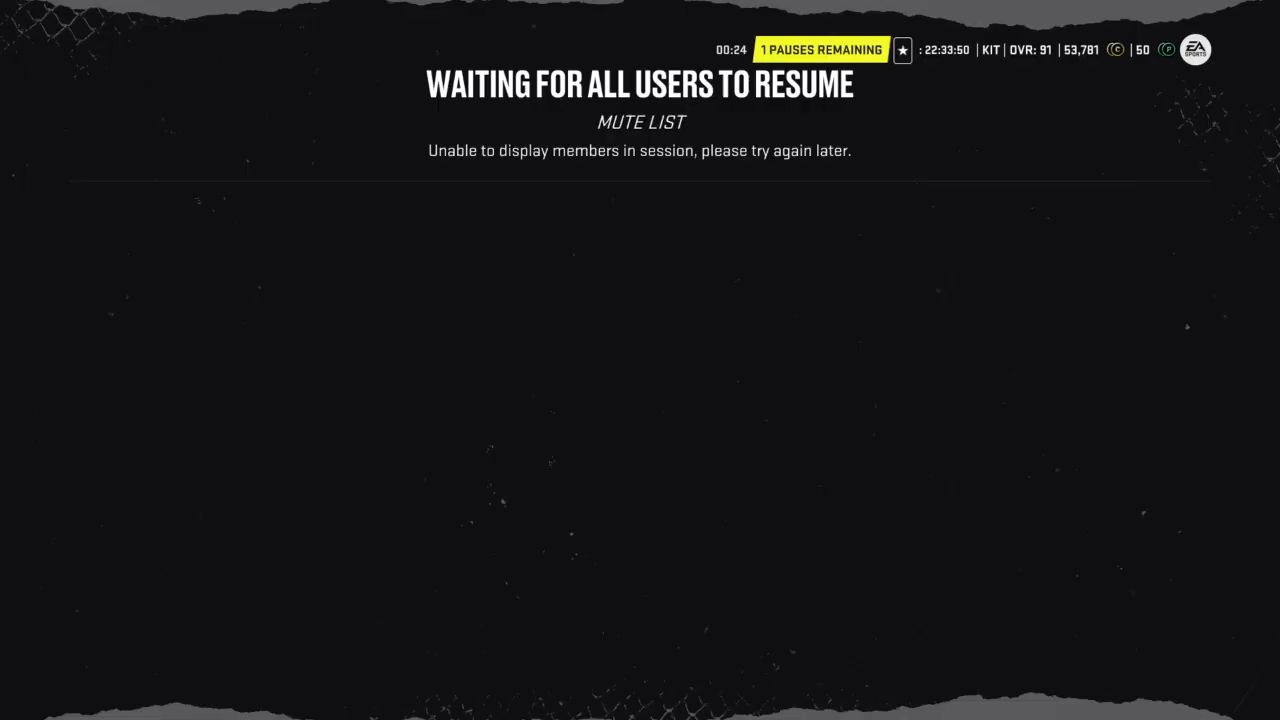 00:24 1 PAUSES REMAINING ★ : 22:33:50 | KIT | OVR: 91 | 53,781 C | 50 P EA SPORTS
WAITING FOR ALL USERS TO RESUME
MUTE LIST
Unable to display members in session, please try again later.